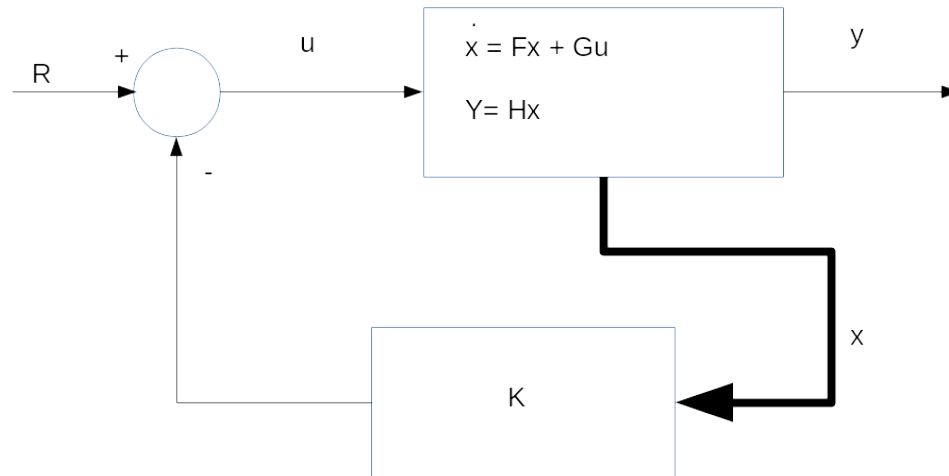 R
+
u
ẋ = Fx + Gu
Y= Hx
y
-
x
K